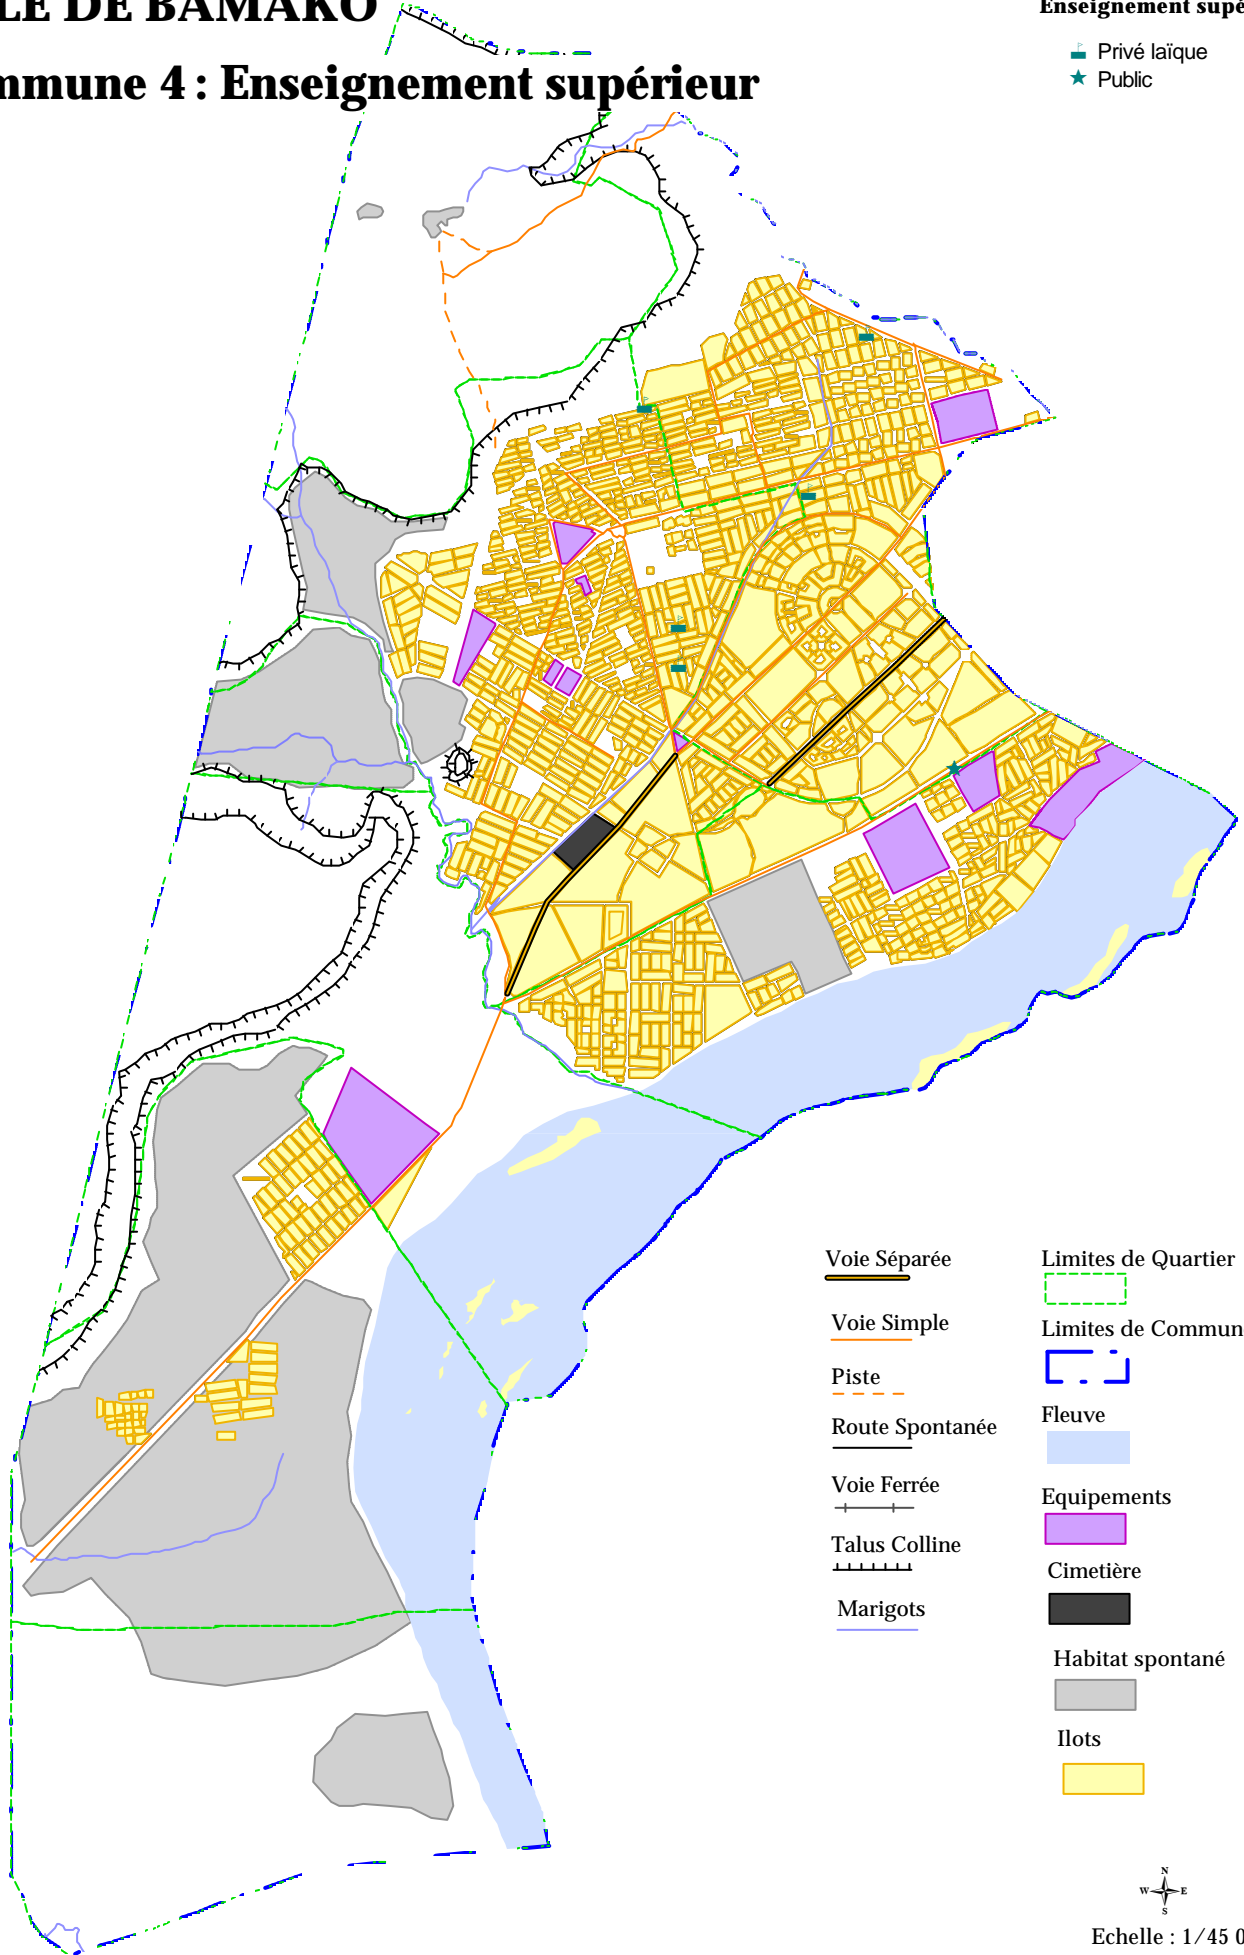 LE DE BAMAKO
mmune 4 : Enseignement supérieur
Enseignement supé
Privé laïque
Public
Voie Séparée
Voie Simple
Piste
Route Spontanée
Voie Ferrée
Talus Colline
Marigots
Limites de Quartier
Limites de Commun
Fleuve
Equipements
Cimetière
Habitat spontané
Ilots
N
W E
S
Echelle : 1/45 0